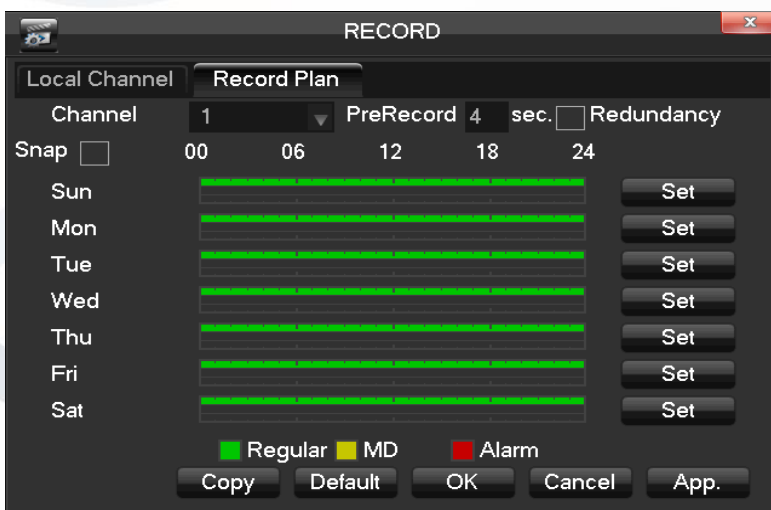 RECORD
Local Channel Record Plan
Channel 1 PreRecord 4 sec. Redundancy
Snap 00 06 12 18 24
Sun Set
Mon Set
Tue Set
Wed Set
Thu Set
Fri Set
Sat Set
Regular MD Alarm
Copy Default OK Cancel App.